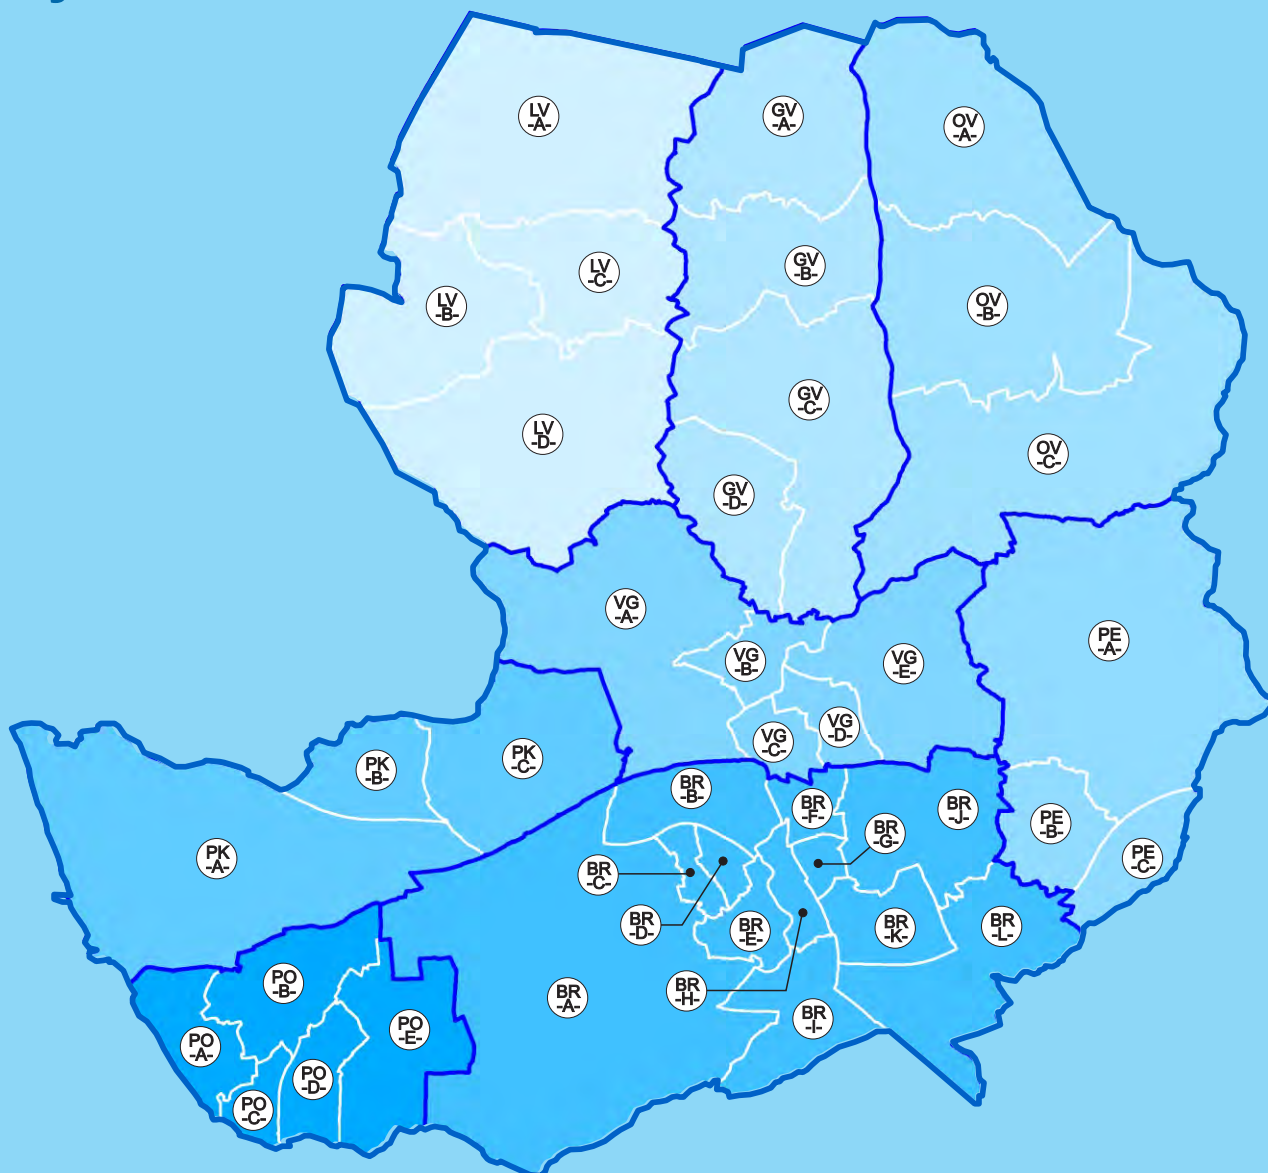 LV
-A-
GV
-A-
OV
-A-
LV
-B-
LV
-C-
GV
-B-
OV
-B-
LV
-D-
GV
-C-
GV
-D-
OV
-C-
VG
-A-
VG
-B-
VG
-E-
PE
-A-
VG
-C-
VG
-D-
PK
-B-
PK
-C-
PK
-A-
BR
-B-
BR
-F-
BR
-G-
BR
-J-
PE
-B-
PE
-C-
BR
-C-
BR
-D-
BR
-E-
BR
-K-
BR
-L-
PO
-B-
BR
-A-
BR
-H-
BR
-I-
PO
-A-
PO
-E-
PO
-D-
PO
-C-